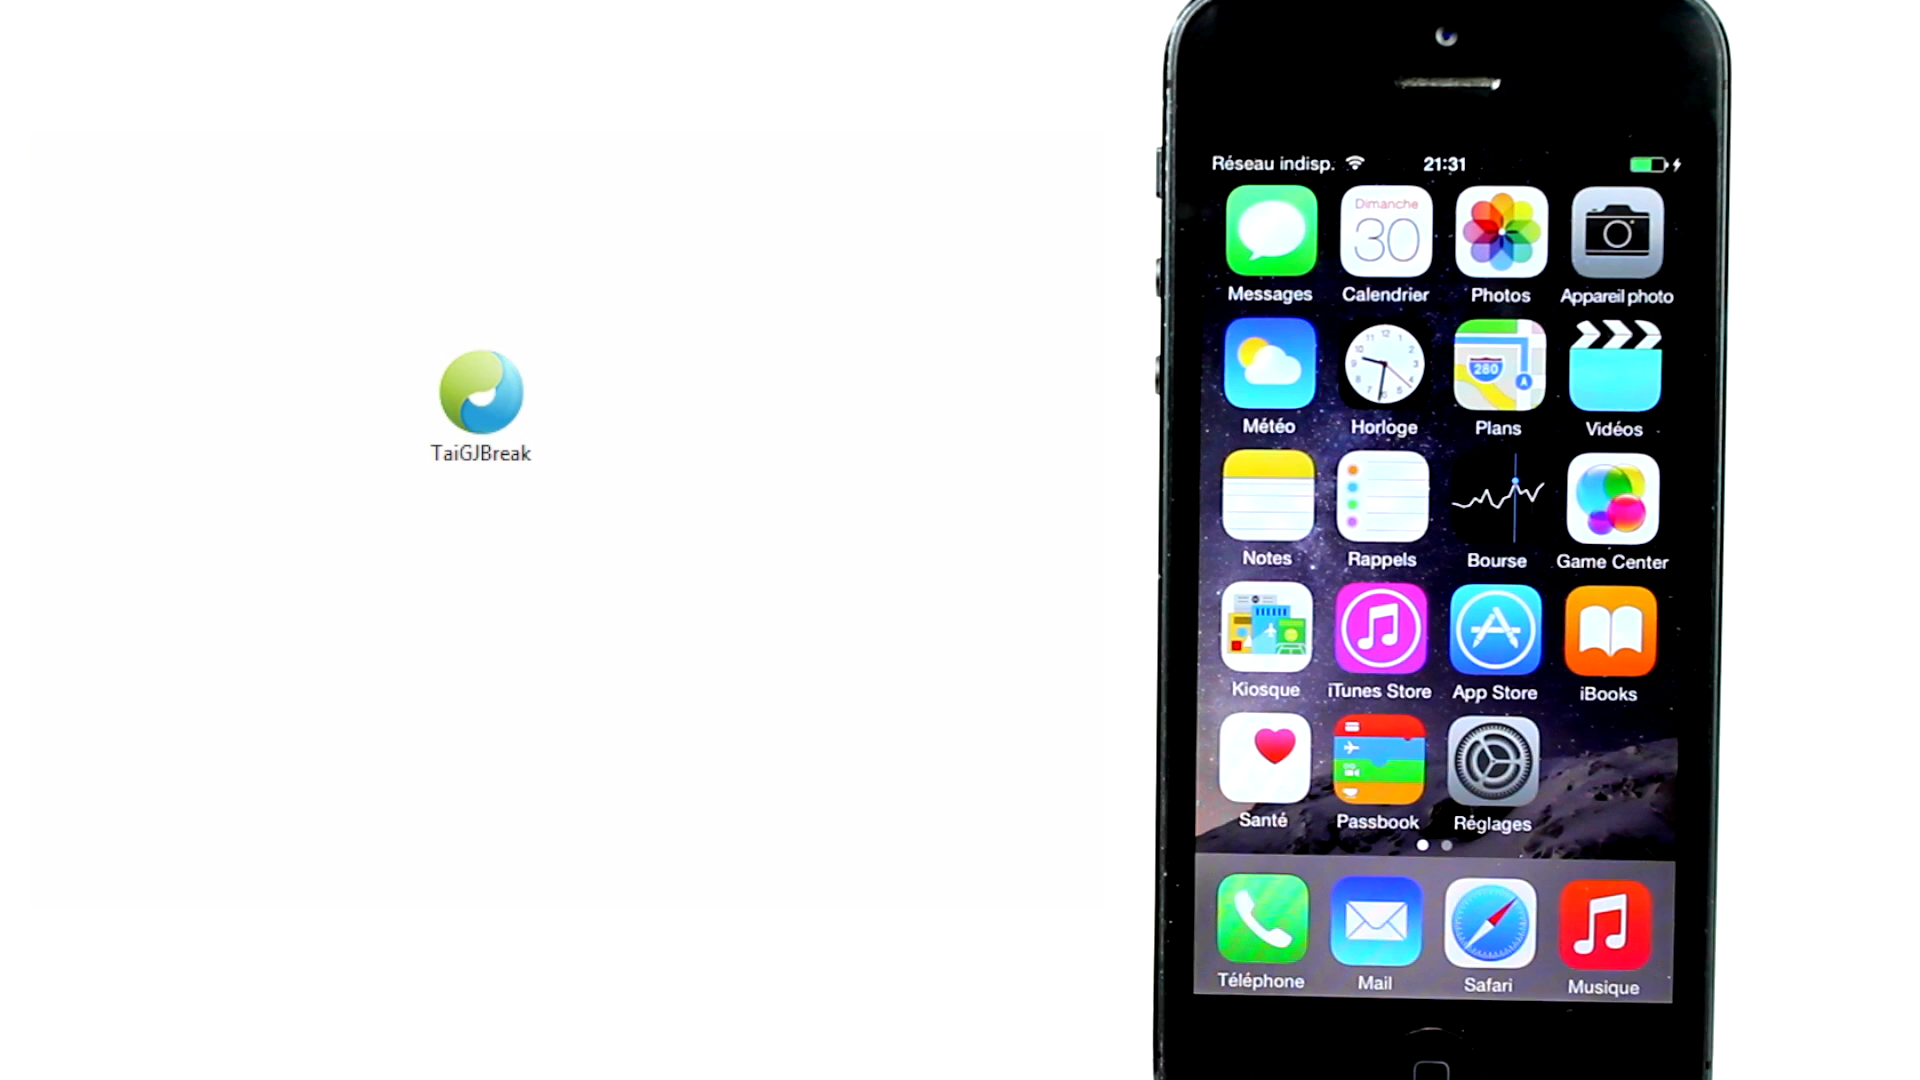 TaiGJBreak
Réseau indisp. 21:31
Dimanche
30
Messages Calendrier Photos Appareil photo
280
A
Météo Horloge Plans Vidéos
Notes Rappels Bourse Game Center
Kiosque iTunes Store App Store iBooks
Santé Passbook Réglages
Téléphone Mail Safari Musique